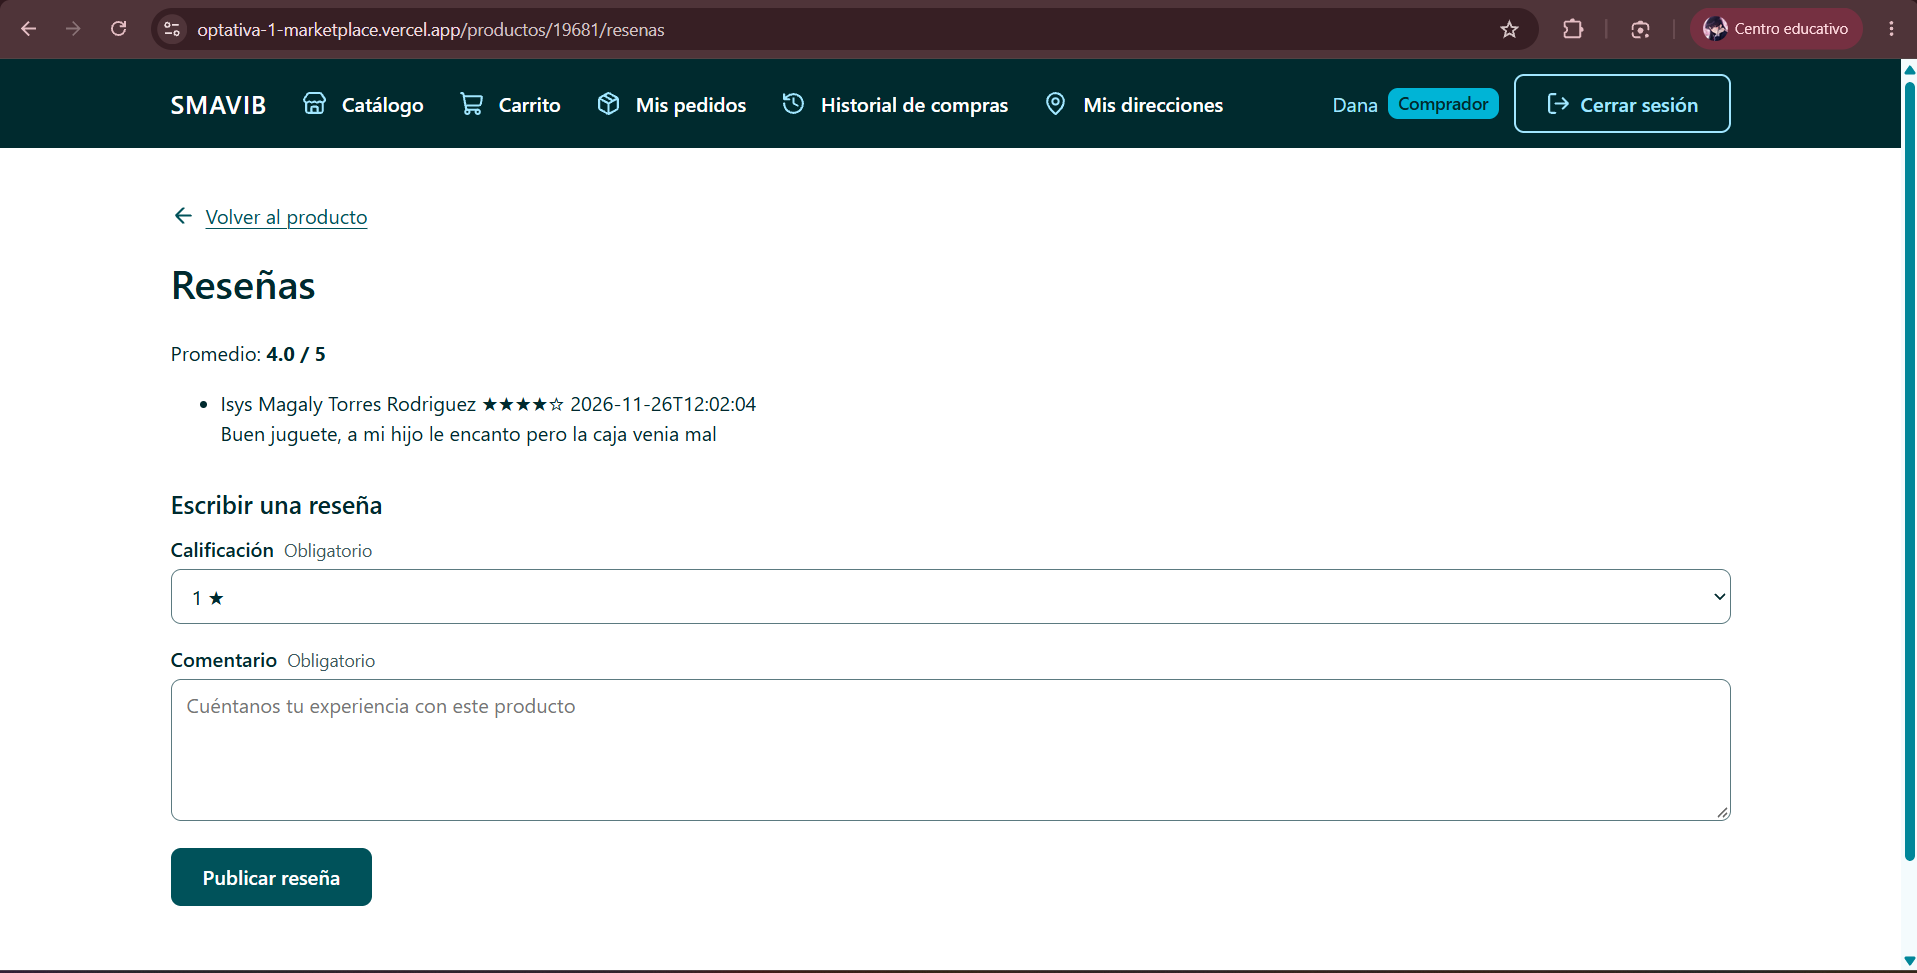 optativa-1-marketplace.vercel.app/productos/19681/resenas
Centro educativo
SMAVIB Catálogo Carrito Mis pedidos Historial de compras Mis direcciones Dana Comprador Cerrar sesión
Volver al producto
Reseñas
Promedio: 4.0 / 5
• Isys Magaly Torres Rodriguez ★★★★☆ 2026-11-26T12:02:04
Buen juguete, a mi hijo le encanto pero la caja venia mal
Escribir una reseña
Calificación Obligatorio
1 ★
Comentario Obligatorio
Cuéntanos tu experiencia con este producto
Publicar reseña